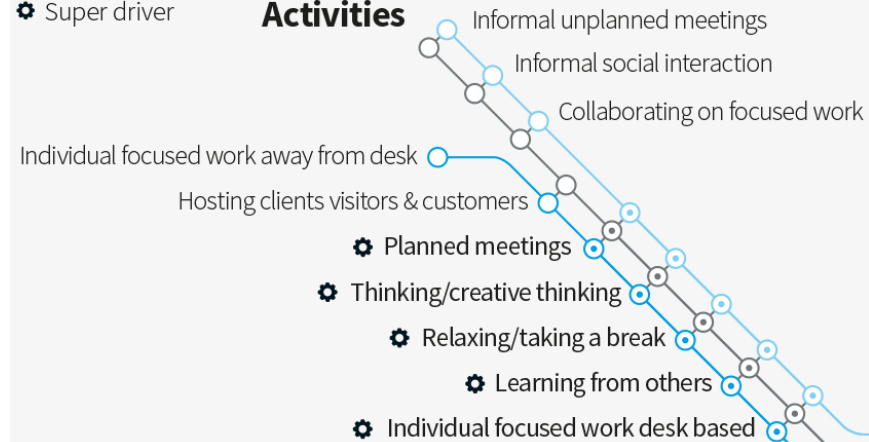 Super driver
Activities
Informal unplanned meetings
Informal social interaction
Collaborating on focused work
Individual focused work away from desk
Hosting clients visitors & customers
Planned meetings
Thinking/creative thinking
Relaxing/taking a break
Learning from others
Individual focused work desk based